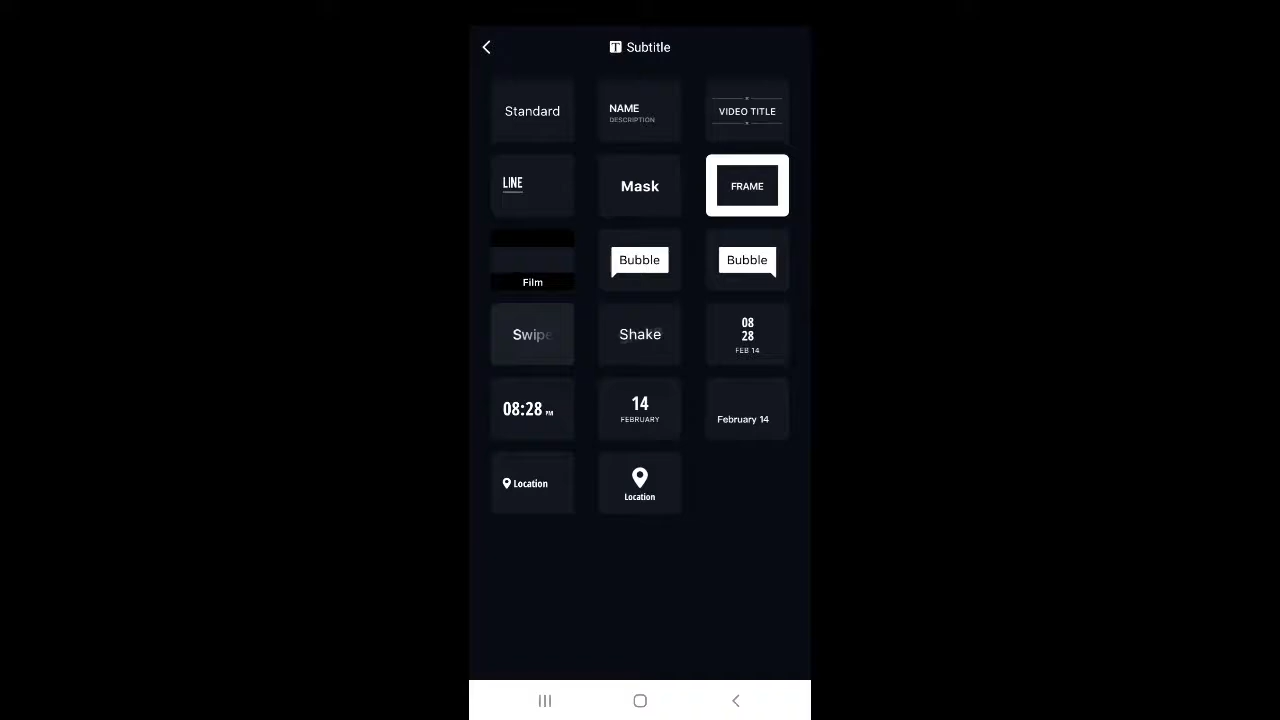 T Subtitle
Standard
NAME
DESCRIPTION
VIDEO TITLE
LINE
Mask
FRAME
Film
Bubble
Bubble
Swipe
Shake
08
28
FEB 14
08:28 PM
14
FEBRUARY
February 14
Location
Location